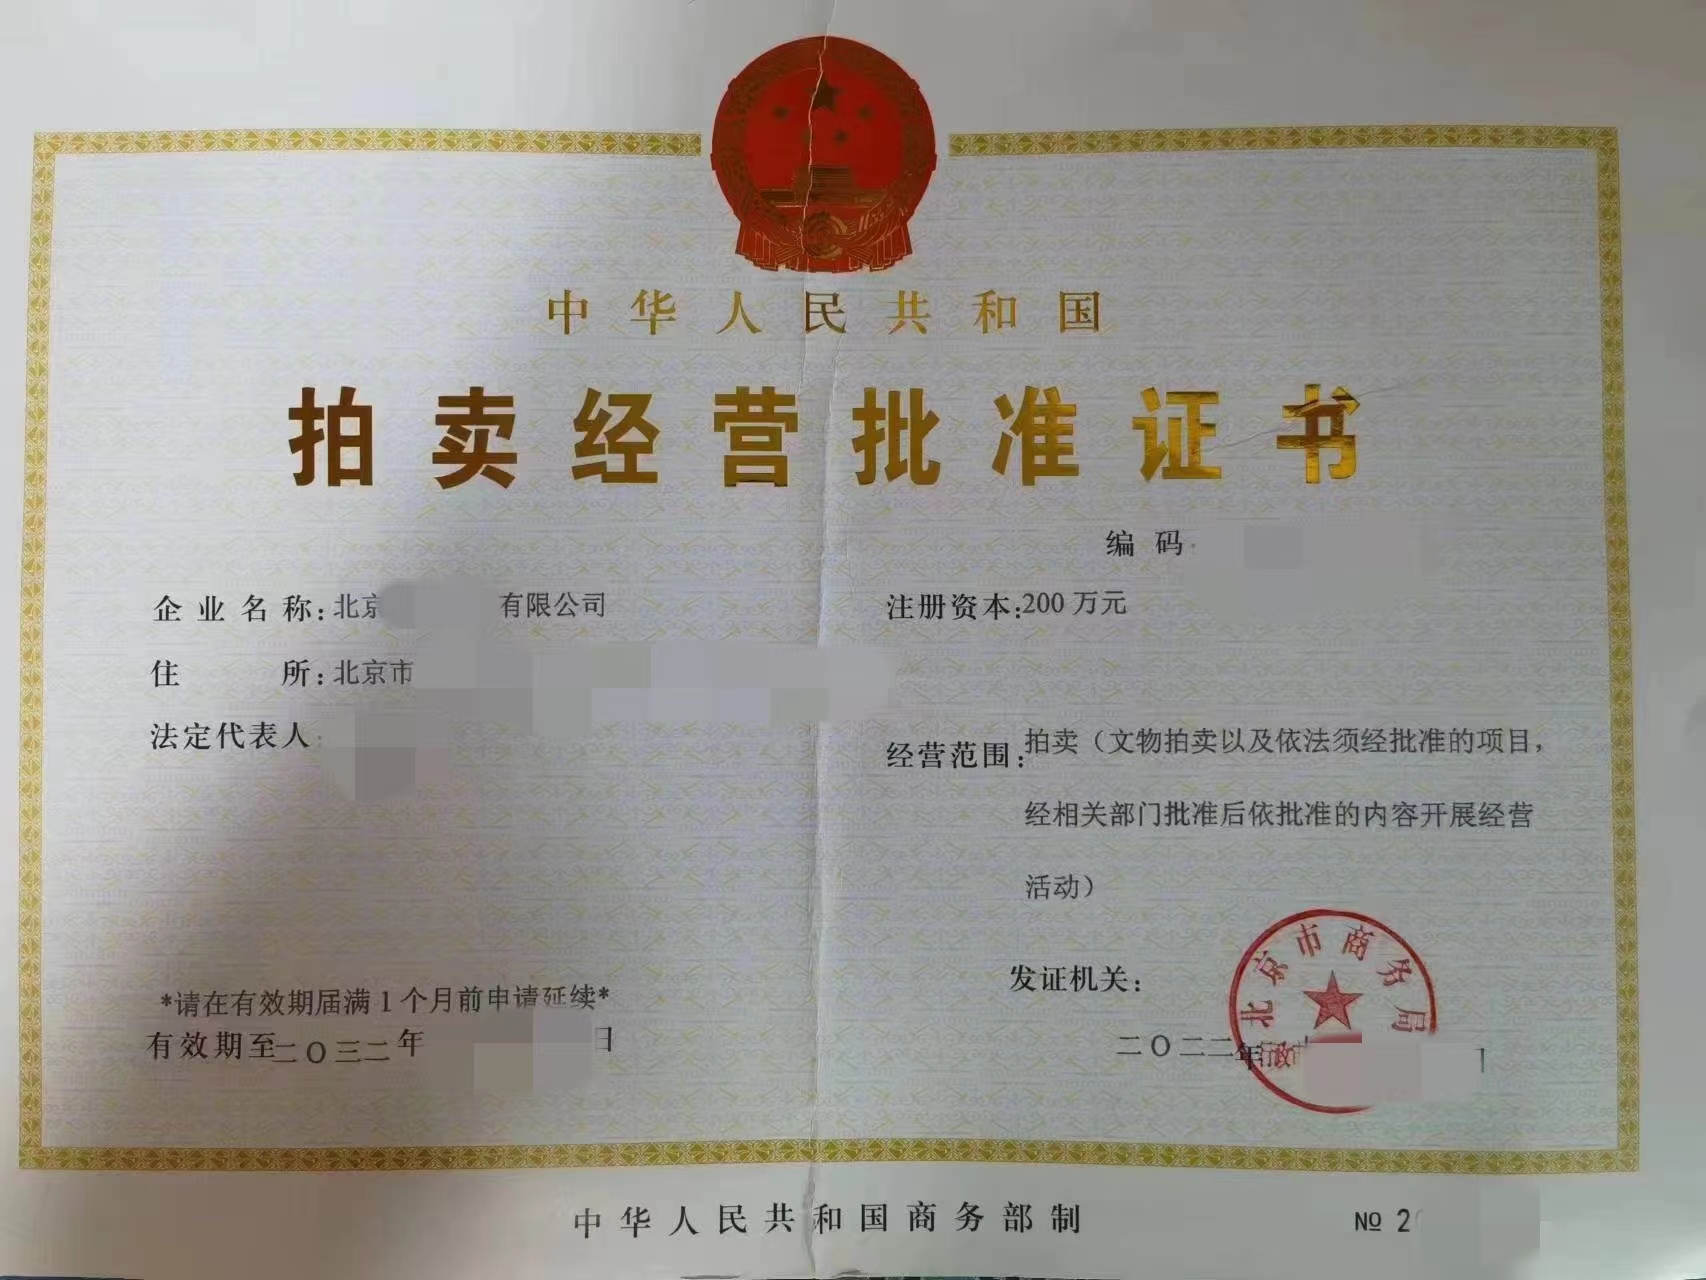 中华人民共和国
拍卖经营批准证书
编码
企业名称：北京 有限公司
注册资本：200万元
住所：北京市
法定代表人
经营范围：拍卖（文物拍卖以及依法须经批准的项目，
经相关部门批准后依批准的内容开展经营
活动）
发证机关：
北京市商务局
*请在有效期届满1个月前申请延续*
有效期至二〇三二年 日
二〇二二年
中华人民共和国商务部制
№ 2